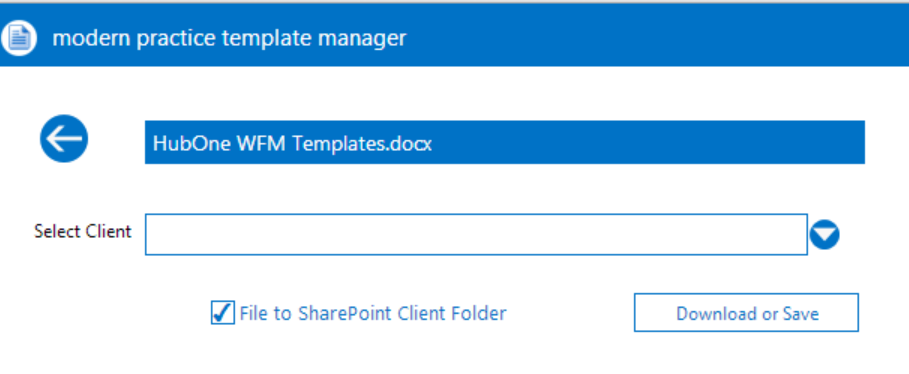 modern practice template manager
HubOne WFM Templates.docx
Select Client
File to SharePoint Client Folder
Download or Save